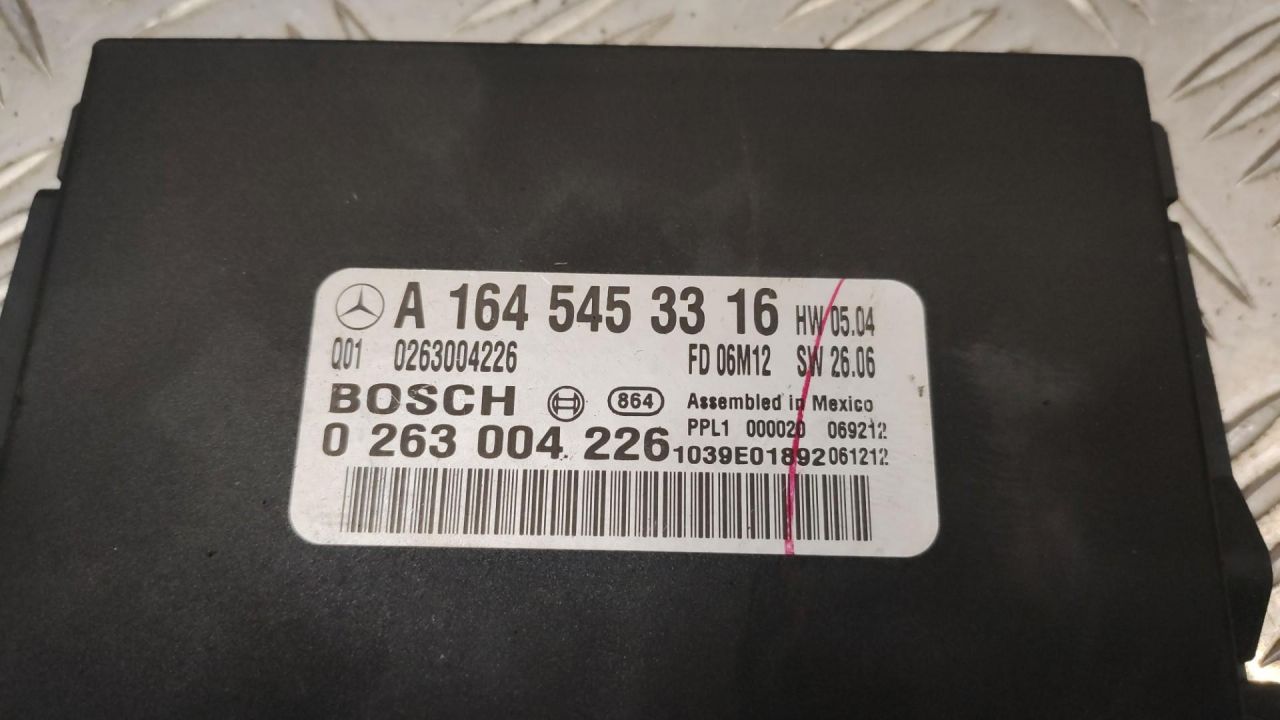 A 164 545 33 16 HW 05.04
Q01 0263004226 FD 06M12 SW 26.06
BOSCH 864 Assembled in Mexico
PPL1 000020 069212
0 263 004 226 1039E01892 061212